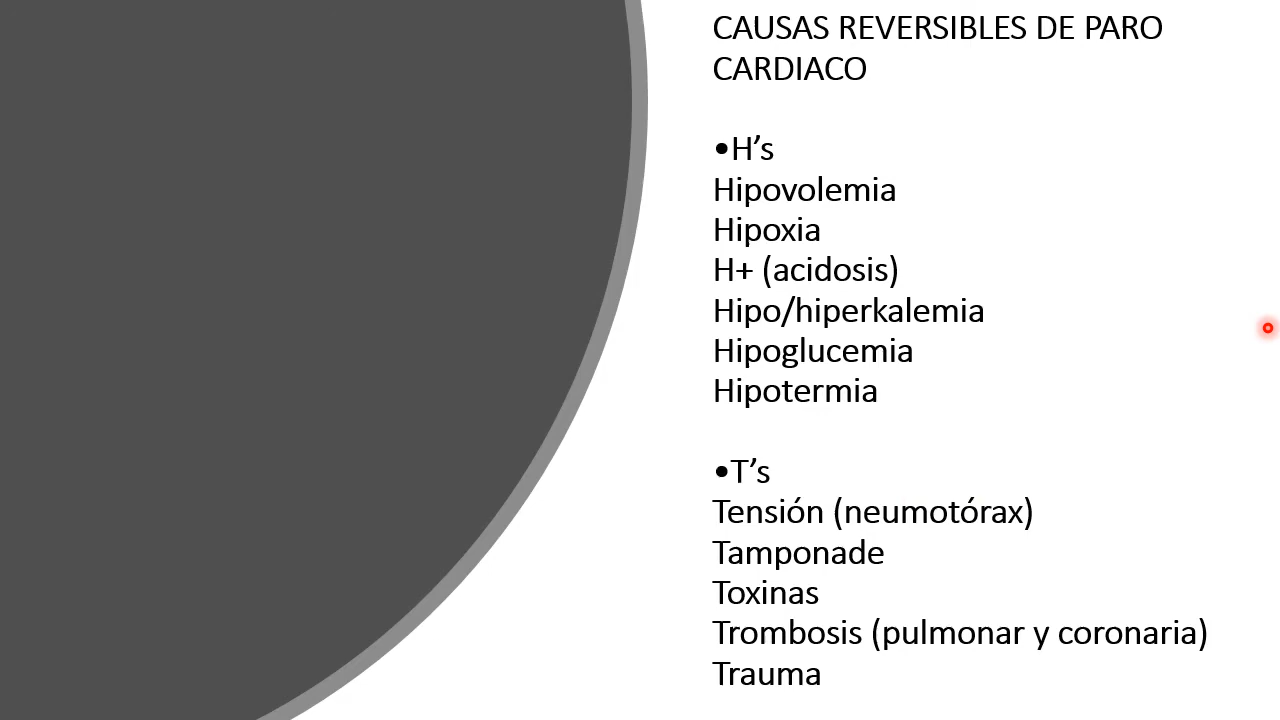 CAUSAS REVERSIBLES DE PARO
CARDIACO
•H’s
Hipovolemia
Hipoxia
H+ (acidosis)
Hipo/hiperkalemia
Hipoglucemia
Hipotermia
•T’s
Tensión (neumotórax)
Tamponade
Toxinas
Trombosis (pulmonar y coronaria)
Trauma